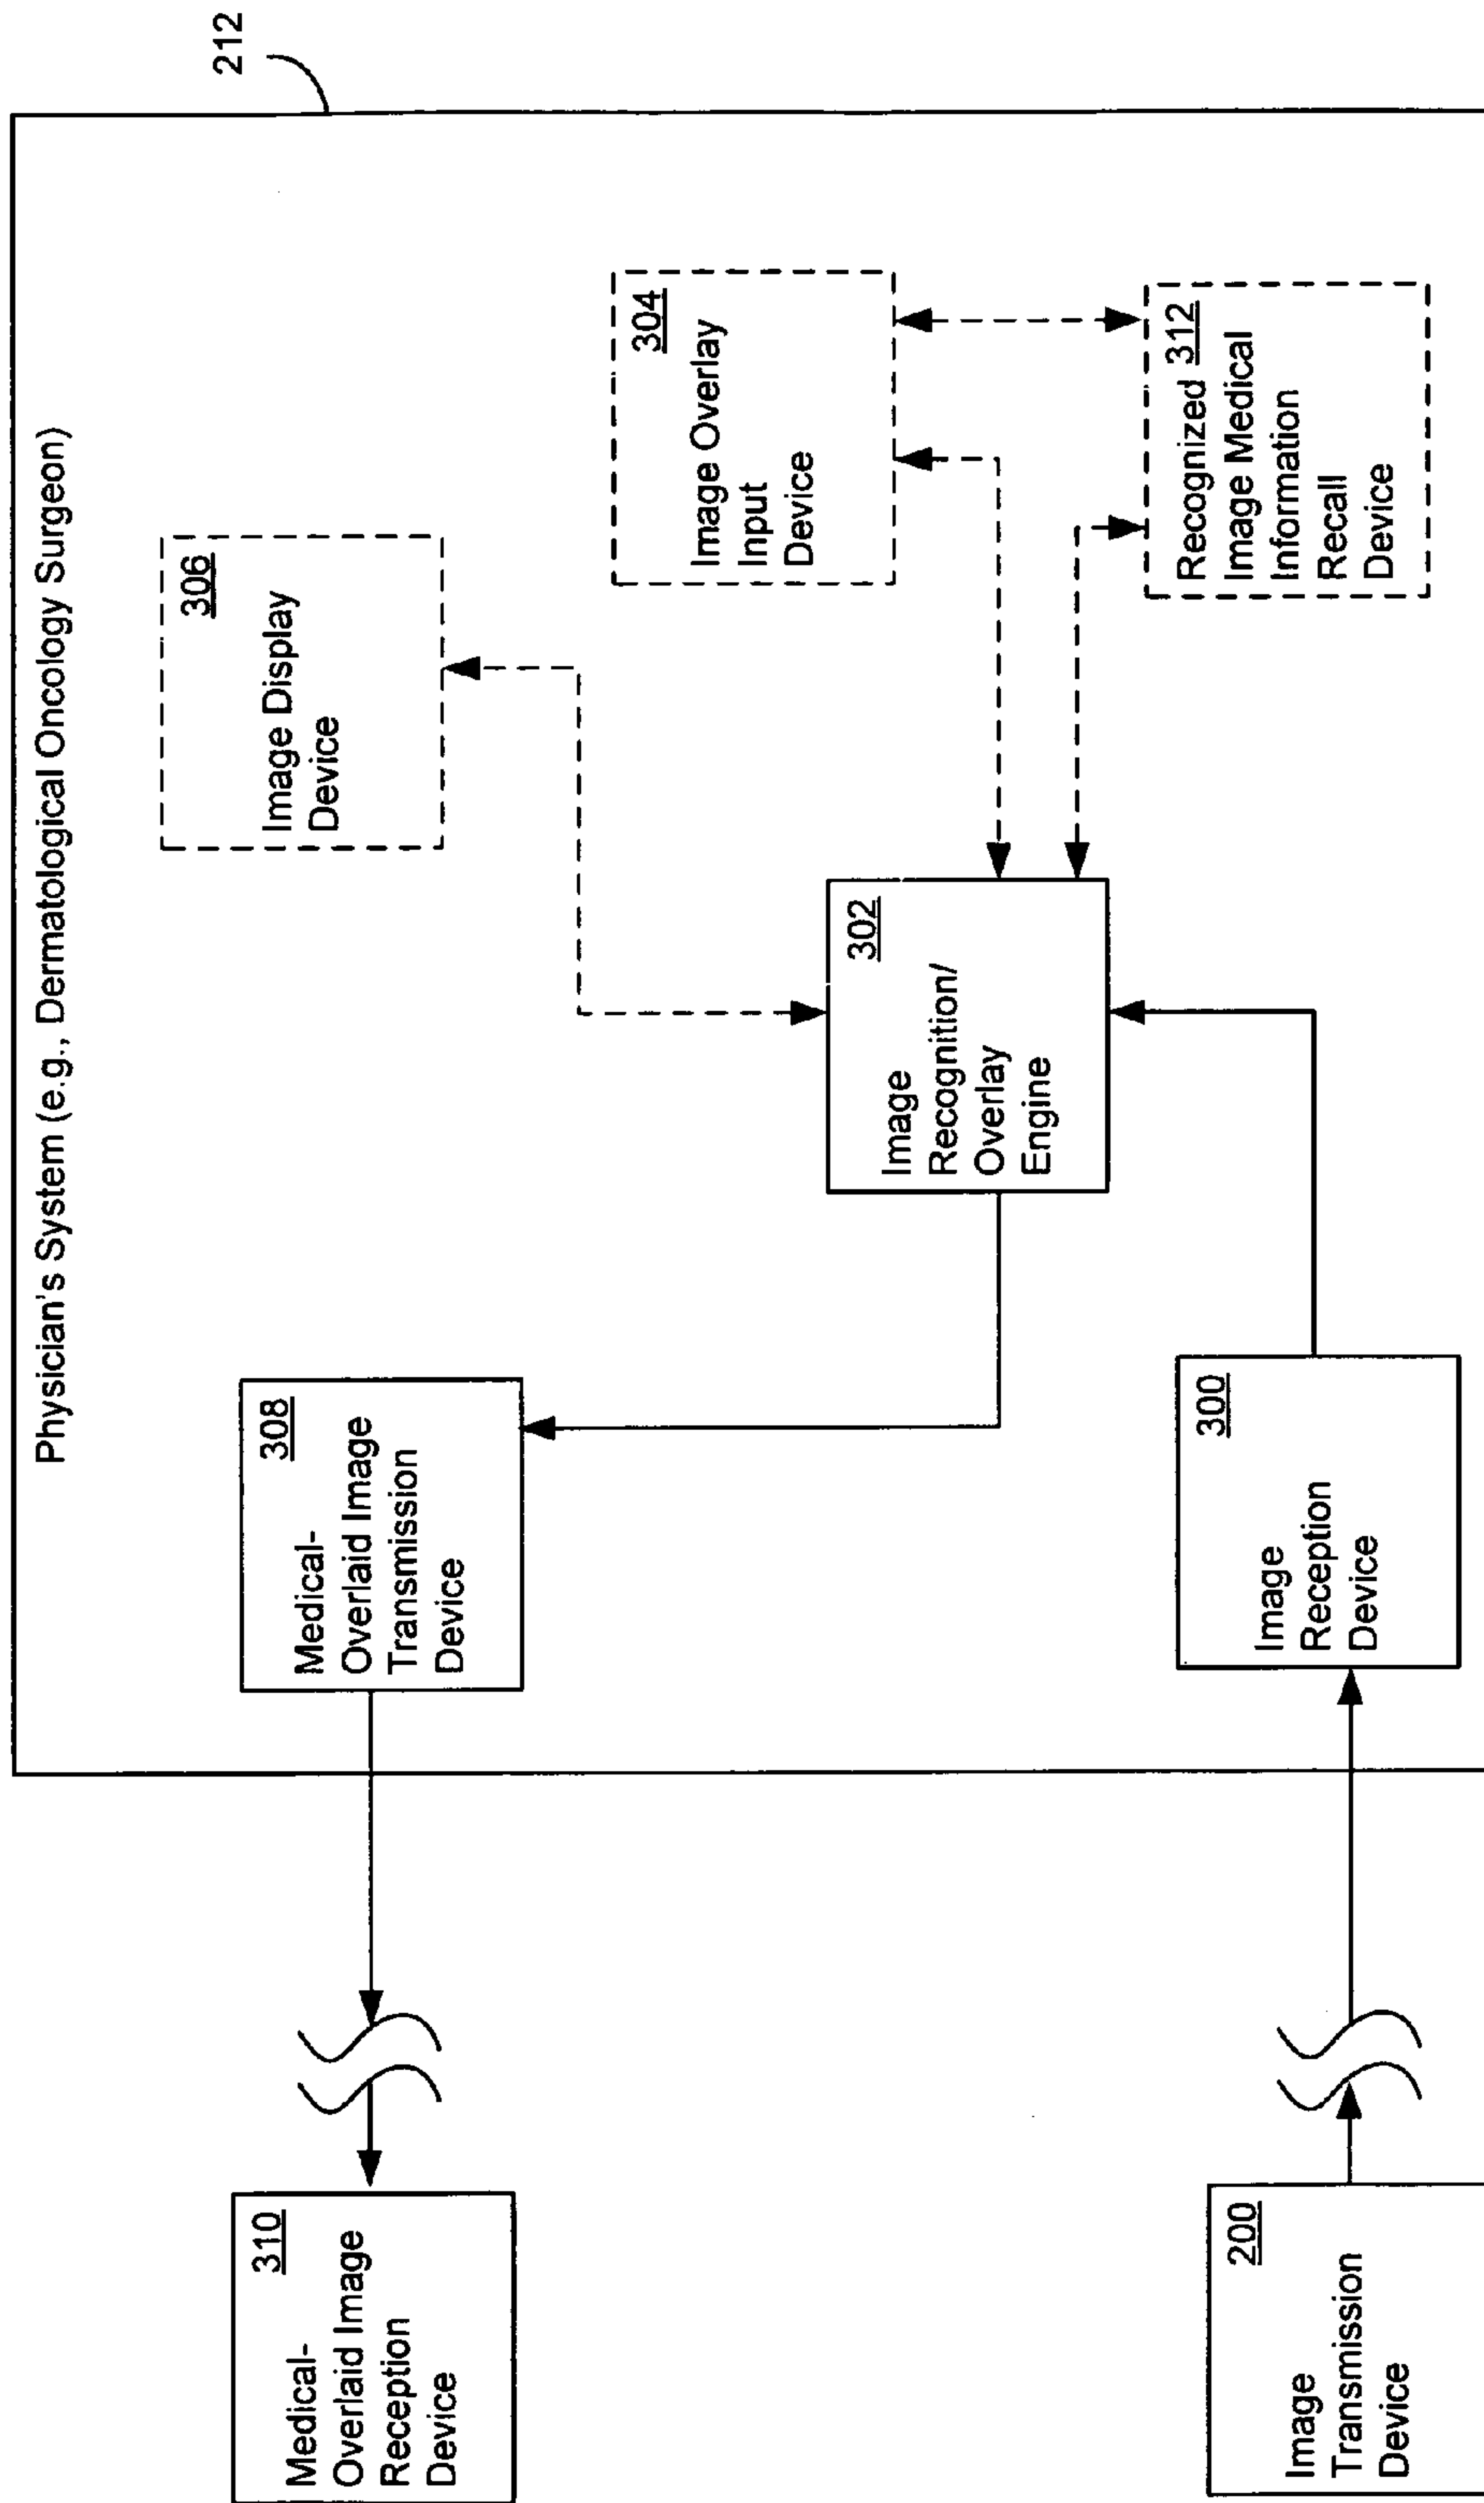 Physician's System (e.g., Dermatological Oncology Surgeon)
212
310
Medical-
Overlaid Image
Reception
Device
308
Medical-
Overlaid Image
Transmission
Device
306
Image Display
Device
304
Image Overlay
Input
Device
302
Image
Recognition/
Overlay
Engine
200
Image
Transmission
Device
300
Image
Reception
Device
Recognized 312
Image Medical
Information
Recall
Device